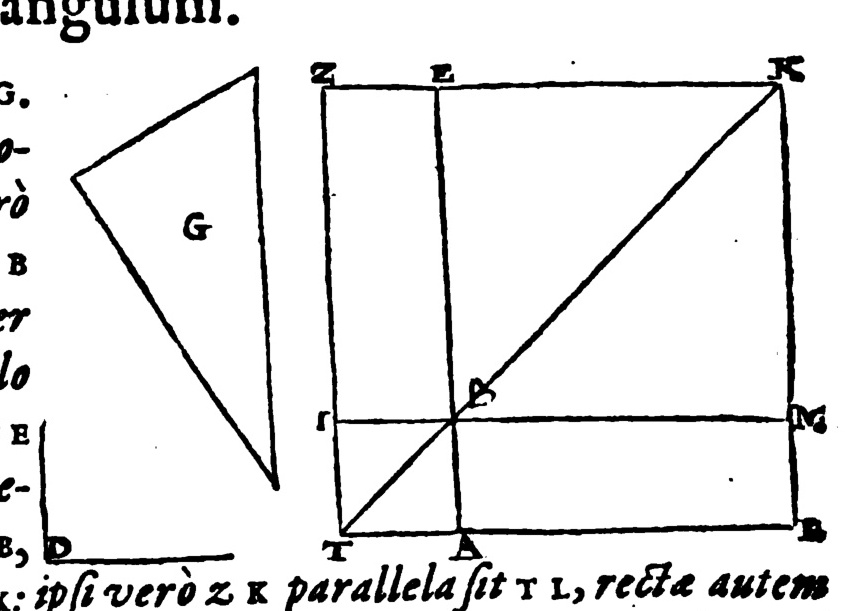 angulum.
G.
o-
rò
B
er
lo
E
e-
B,
K: ipſi verò Z K parallela ſit T L, rectæ autem
Z E K
G
B
I M
D T A